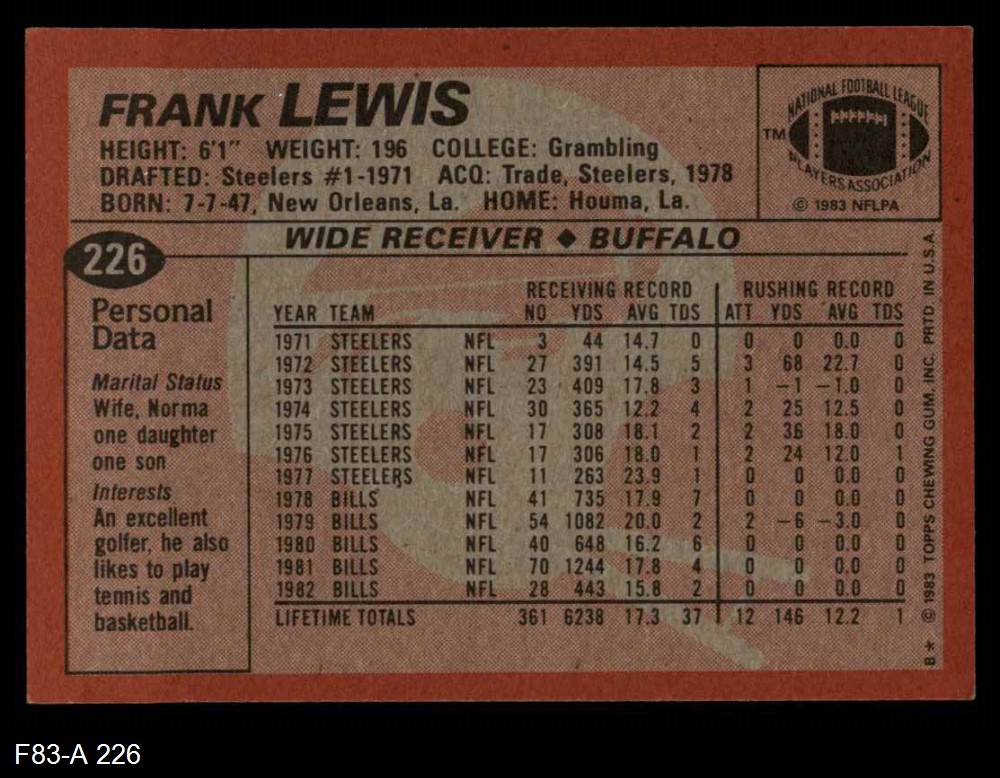 FRANK LEWIS
HEIGHT: 6'1" WEIGHT: 196 COLLEGE: Grambling
DRAFTED: Steelers #1-1971 ACQ: Trade, Steelers, 1978
BORN: 7-7-47, New Orleans, La. HOME: Houma, La.
NATIONAL FOOTBALL LEAGUE
TM
PLAYERS ASSOCIATION
© 1983 NFLPA
WIDE RECEIVER ♦ BUFFALO
226
Personal
Data
Marital Status
Wife, Norma
one daughter
one son
Interests
An excellent
golfer, he also
likes to play
tennis and
basketball.
RECEIVING RECORD RUSHING RECORD
YEAR TEAM NO YDS AVG TDS ATT YDS AVG TDS
1971 STEELERS NFL 3 44 14.7 0 0 0 0.0 0
1972 STEELERS NFL 27 391 14.5 5 3 68 22.7 0
1973 STEELERS NFL 23 409 17.8 3 1 -1 -1.0 0
1974 STEELERS NFL 30 365 12.2 4 2 25 12.5 0
1975 STEELERS NFL 17 308 18.1 2 2 36 18.0 0
1976 STEELERS NFL 17 306 18.0 1 2 24 12.0 1
1977 STEELERS NFL 11 263 23.9 1 0 0 0.0 0
1978 BILLS NFL 41 735 17.9 7 0 0 0.0 0
1979 BILLS NFL 54 1082 20.0 2 2 -6 -3.0 0
1980 BILLS NFL 40 648 16.2 6 0 0 0.0 0
1981 BILLS NFL 70 1244 17.8 4 0 0 0.0 0
1982 BILLS NFL 28 443 15.8 2 0 0 0.0 0
LIFETIME TOTALS 361 6238 17.3 37 12 146 12.2 1
B* © 1983 TOPPS CHEWING GUM, INC. PRTD IN U.S.A.
F83-A 226